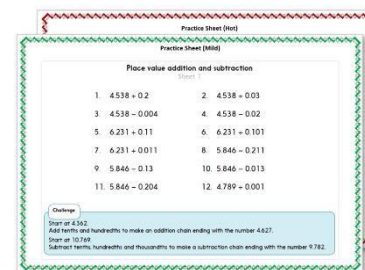 Practice Sheet (Hot)
Practice Sheet (Mild)
Place value addition and subtraction
Sheet 1
1. 4.538 + 0.2 2. 4.538 + 0.03
3. 4.538 – 0.004 4. 4.538 – 0.02
5. 6.231 + 0.11 6. 6.231 + 0.101
7. 6.231 + 0.011 8. 5.846 – 0.211
9. 5.846 – 0.13 10. 5.846 – 0.013
11. 5.846 – 0.204 12. 4.789 + 0.001
Challenge
Start at 4.362.
Add tenths and hundredths to make an addition chain ending with the number 4.627.
Start at 10.769.
Subtract tenths, hundredths and thousandths to make a subtraction chain ending with the number 9.782.